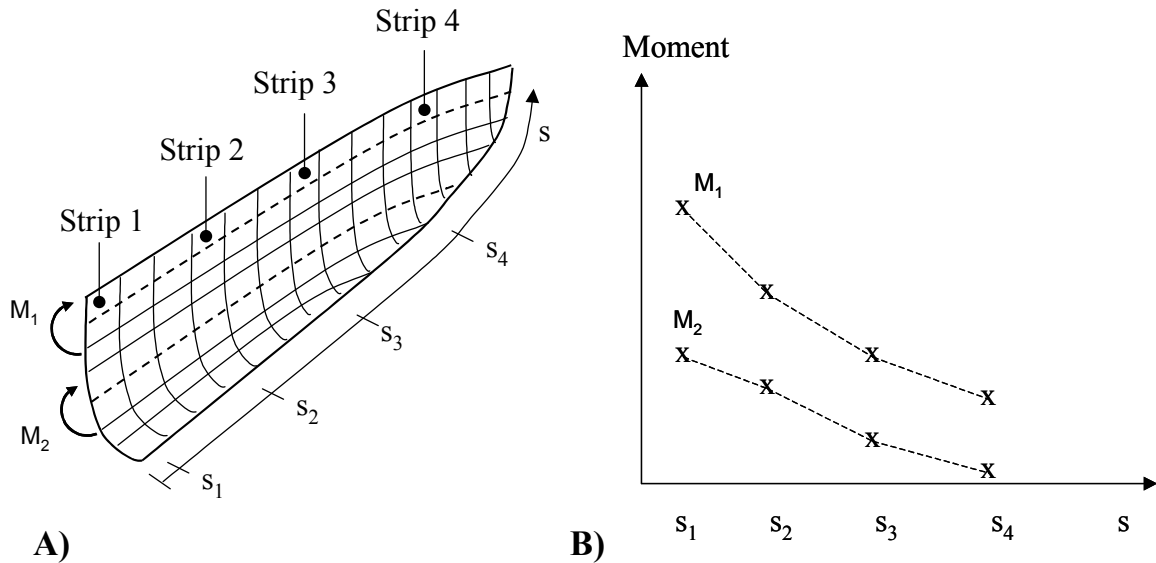 Strip 4
Strip 3
Strip 2
Strip 1
M1
M2
s
s4
s3
s2
s1
A)
Moment
M1
x
x
M2
x
x
x
x
x
x
s1
s2
s3
s4
s
B)